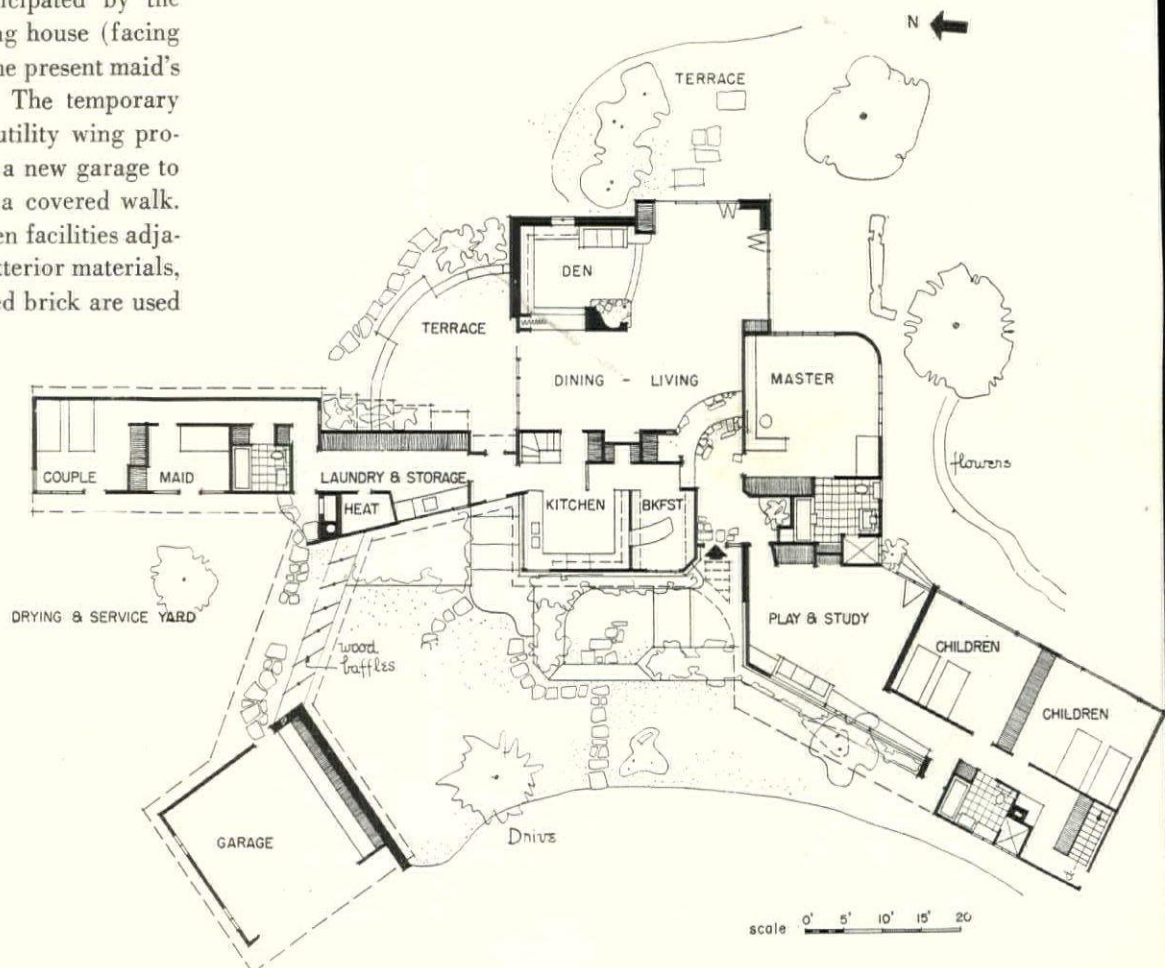 cipated by the
ng house (facing
he present maid's
The temporary
utility wing pro-
a new garage to
a covered walk.
en facilities adja-
xterior materials,
ed brick are used
N
TERRACE
DEN
TERRACE
DINING - LIVING
MASTER
flowers
COUPLE
MAID
LAUNDRY & STORAGE
HEAT
KITCHEN
BKFST
DRYING & SERVICE YARD
wood
baffles
PLAY & STUDY
CHILDREN
CHILDREN
GARAGE
Drive
scale 0' 5' 10' 15' 20